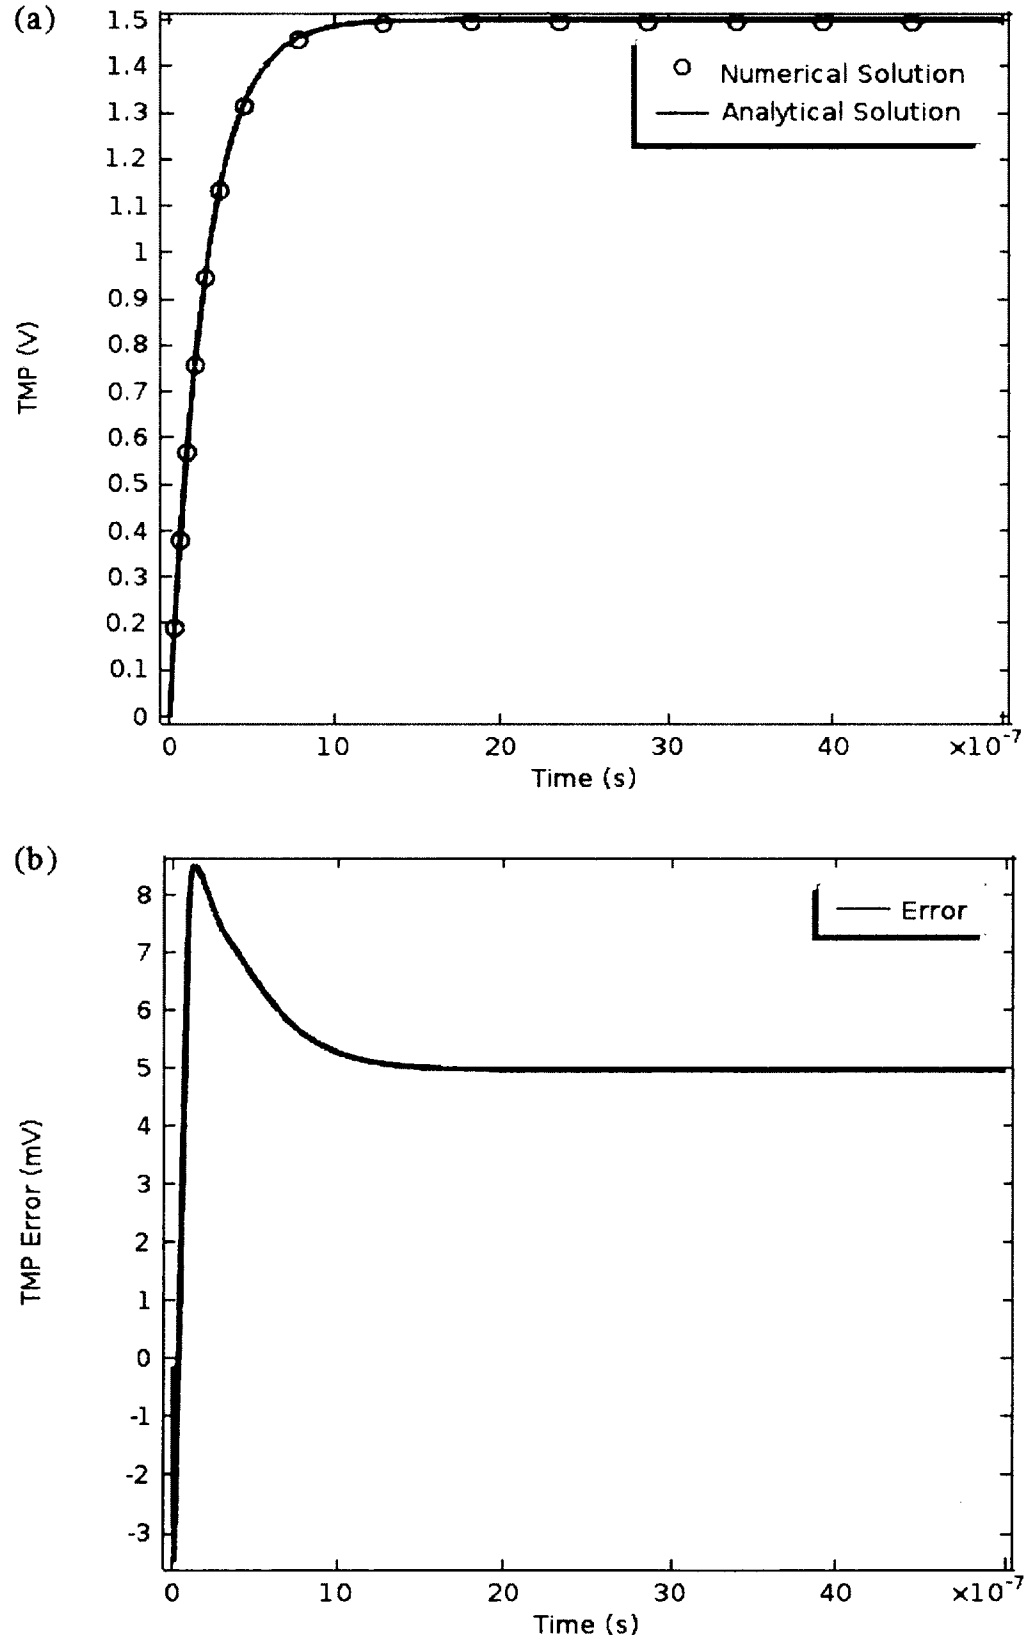 (a)
1.5
1.4
1.3
1.2
1.1
1
0.9
0.8
0.7
0.6
0.5
0.4
0.3
0.2
0.1
0
TMP (V)
Numerical Solution
Analytical Solution
0 10 20 30 40 ×10⁻⁷
Time (s)
(b)
8
7
6
5
4
3
2
1
0
-1
-2
-3
TMP Error (mV)
Error
0 10 20 30 40 ×10⁻⁷
Time (s)